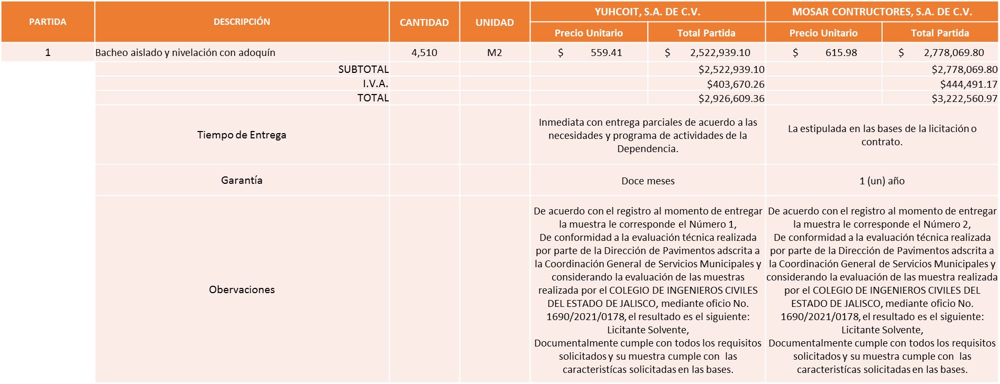 PARTIDA DESCRIPCIÓN CANTIDAD UNIDAD YUHCOIT, S.A. DE C.V. MOSAR CONTRUCTORES, S.A. DE C.V.
Precio Unitario Total Partida Precio Unitario Total Partida
1 Bacheo aislado y nivelación con adoquín 4,510 M2 $ 559.41 $ 2,522,939.10 $ 615.98 $ 2,778,069.80
SUBTOTAL $2,522,939.10 $2,778,069.80
I.V.A. $403,670.26 $444,491.17
TOTAL $2,926,609.36 $3,222,560.97
Tiempo de Entrega
Inmediata con entrega parciales de acuerdo a las
necesidades y programa de actividades de la
Dependencia.
La estipulada en las bases de la licitación o
contrato.
Garantía Doce meses 1 (un) año
Obervaciones
De acuerdo con el registro al momento de entregar
la muestra le corresponde el Número 1,
De conformidad a la evaluación técnica realizada
por parte de la Dirección de Pavimentos adscrita a
la Coordinación General de Servicios Municipales y
considerando la evaluación de las muestras
realizada por el COLEGIO DE INGENIEROS CIVILES
DEL ESTADO DE JALISCO, mediante oficio No.
1690/2021/0178, el resultado es el siguiente:
Licitante Solvente,
Documentalmente cumple con todos los requisitos
solicitados y su muestra cumple con las
caracteristícas solicitadas en las bases.
De acuerdo con el registro al momento de entregar
la muestra le corresponde el Número 2,
De conformidad a la evaluación técnica realizada
por parte de la Dirección de Pavimentos adscrita a
la Coordinación General de Servicios Municipales y
considerando la evaluación de las muestra realizada
por el COLEGIO DE INGENIEROS CIVILES DEL
ESTADO DE JALISCO, mediante oficio No.
1690/2021/0178, el resultado es el siguiente:
Licitante Solvente,
Documentalmente cumple con todos los requisitos
solicitados y su muestra cumple con las
caracteristícas solicitadas en las bases.